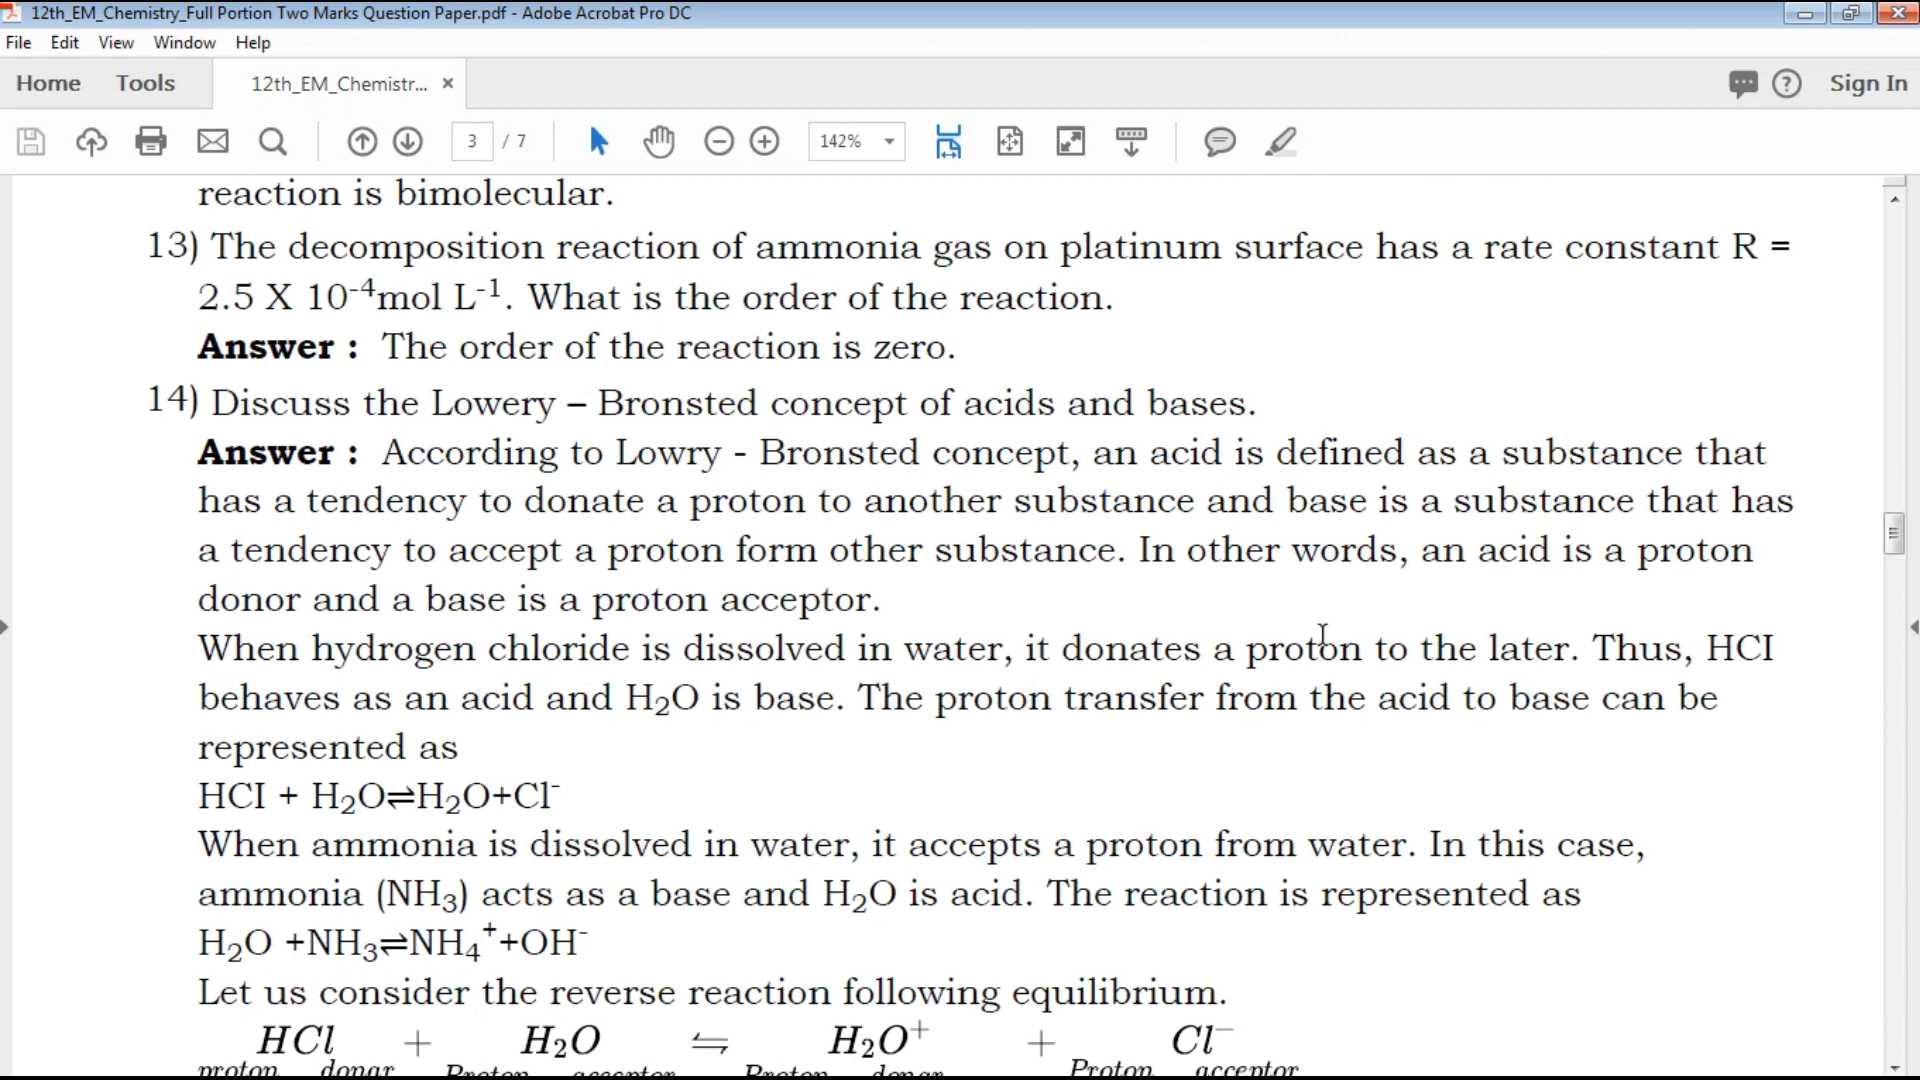 12th_EM_Chemistry_Full Portion Two Marks Question Paper.pdf - Adobe Acrobat Pro DC
File Edit View Window Help
Home Tools 12th_EM_Chemistr... × Sign In
3 / 7 142%
reaction is bimolecular.
13) The decomposition reaction of ammonia gas on platinum surface has a rate constant R =
2.5 X 10⁻⁴mol L⁻¹. What is the order of the reaction.
Answer : The order of the reaction is zero.
14) Discuss the Lowery – Bronsted concept of acids and bases.
Answer : According to Lowry - Bronsted concept, an acid is defined as a substance that
has a tendency to donate a proton to another substance and base is a substance that has
a tendency to accept a proton form other substance. In other words, an acid is a proton
donor and a base is a proton acceptor.
When hydrogen chloride is dissolved in water, it donates a proton to the later. Thus, HCI
behaves as an acid and H₂O is base. The proton transfer from the acid to base can be
represented as
HCI + H₂O⇌H₂O+Cl⁻
When ammonia is dissolved in water, it accepts a proton from water. In this case,
ammonia (NH₃) acts as a base and H₂O is acid. The reaction is represented as
H₂O +NH₃⇌NH₄⁺+OH⁻
Let us consider the reverse reaction following equilibrium.
HCl + H₂O ⇋ H₂O⁺ + Cl⁻
proton donar Proton acceptor Proton donar Proton acceptor